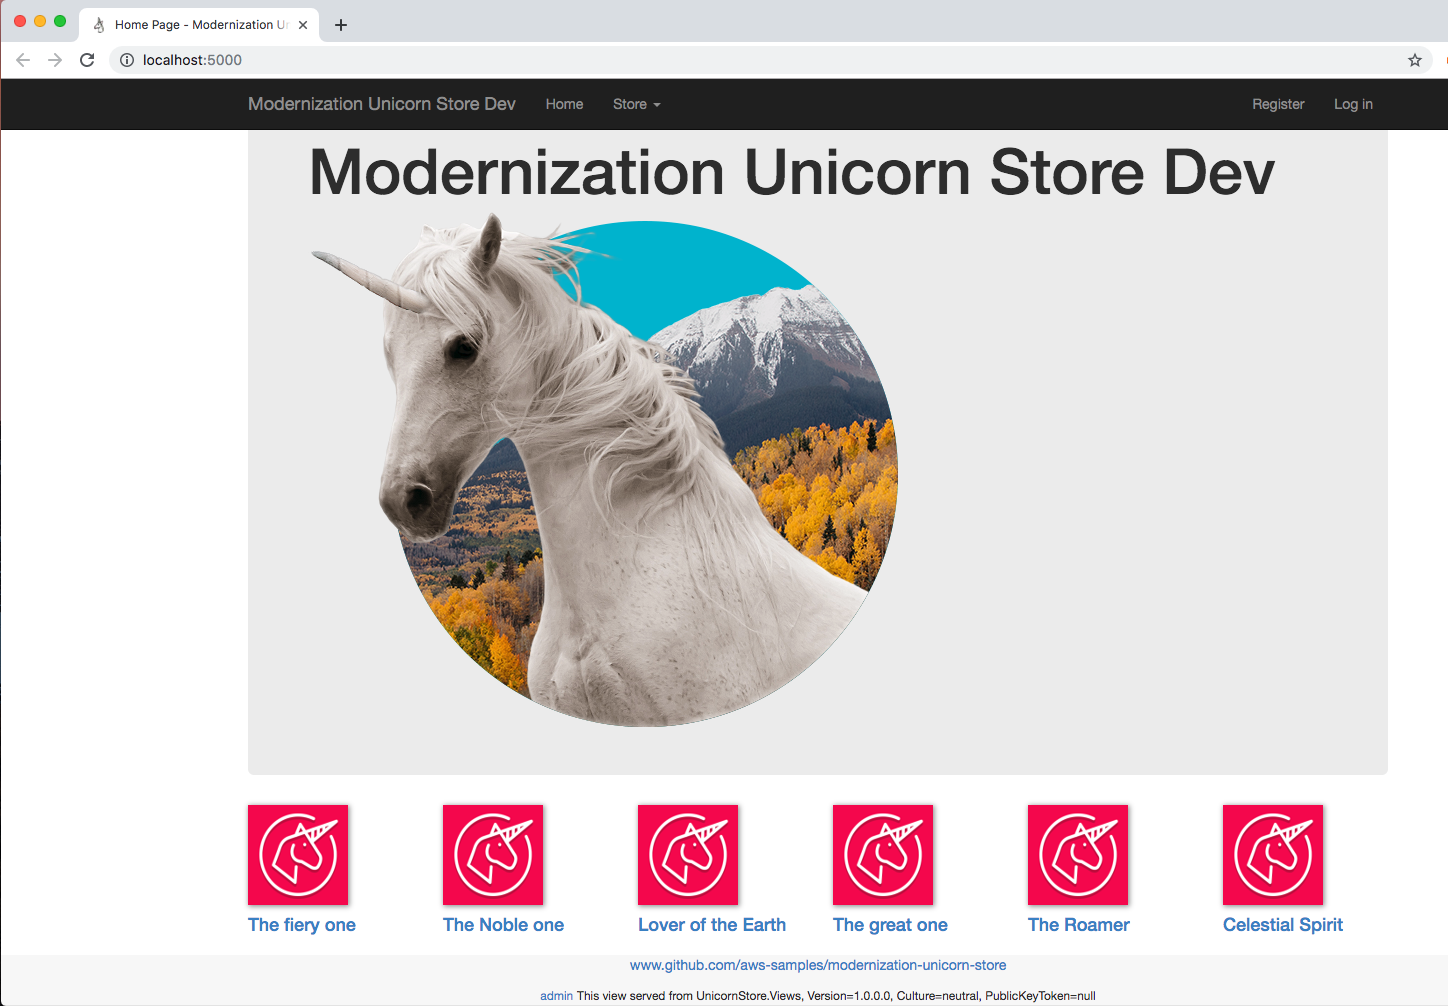 Home Page - Modernization Un
localhost:5000
Modernization Unicorn Store Dev Home Store Register Log in
Modernization Unicorn Store Dev
The fiery one The Noble one Lover of the Earth The great one The Roamer Celestial Spirit
www.github.com/aws-samples/modernization-unicorn-store
admin This view served from UnicornStore.Views, Version=1.0.0.0, Culture=neutral, PublicKeyToken=null